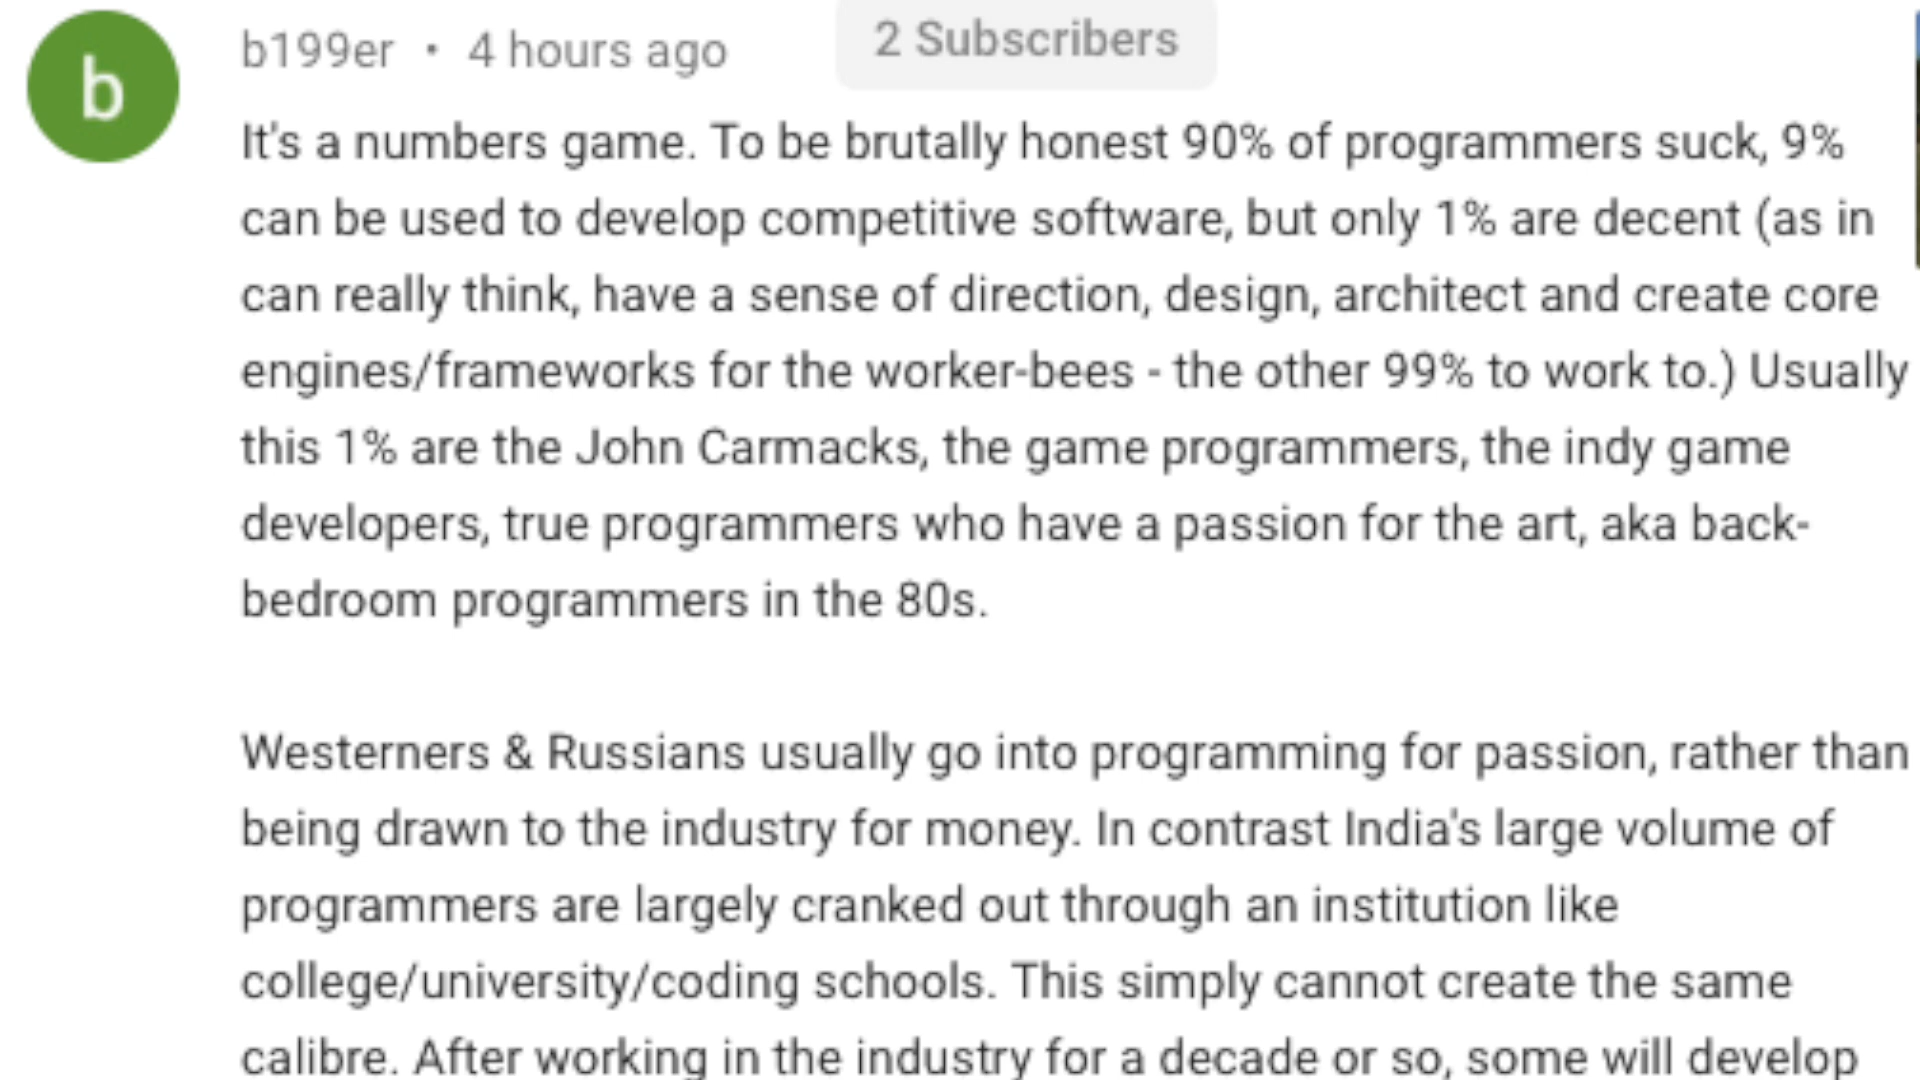 b
b199er • 4 hours ago
2 Subscribers
It's a numbers game. To be brutally honest 90% of programmers suck, 9%
can be used to develop competitive software, but only 1% are decent (as in
can really think, have a sense of direction, design, architect and create core
engines/frameworks for the worker-bees - the other 99% to work to.) Usually
this 1% are the John Carmacks, the game programmers, the indy game
developers, true programmers who have a passion for the art, aka back-
bedroom programmers in the 80s.
Westerners & Russians usually go into programming for passion, rather than
being drawn to the industry for money. In contrast India's large volume of
programmers are largely cranked out through an institution like
college/university/coding schools. This simply cannot create the same
calibre. After working in the industry for a decade or so, some will develop